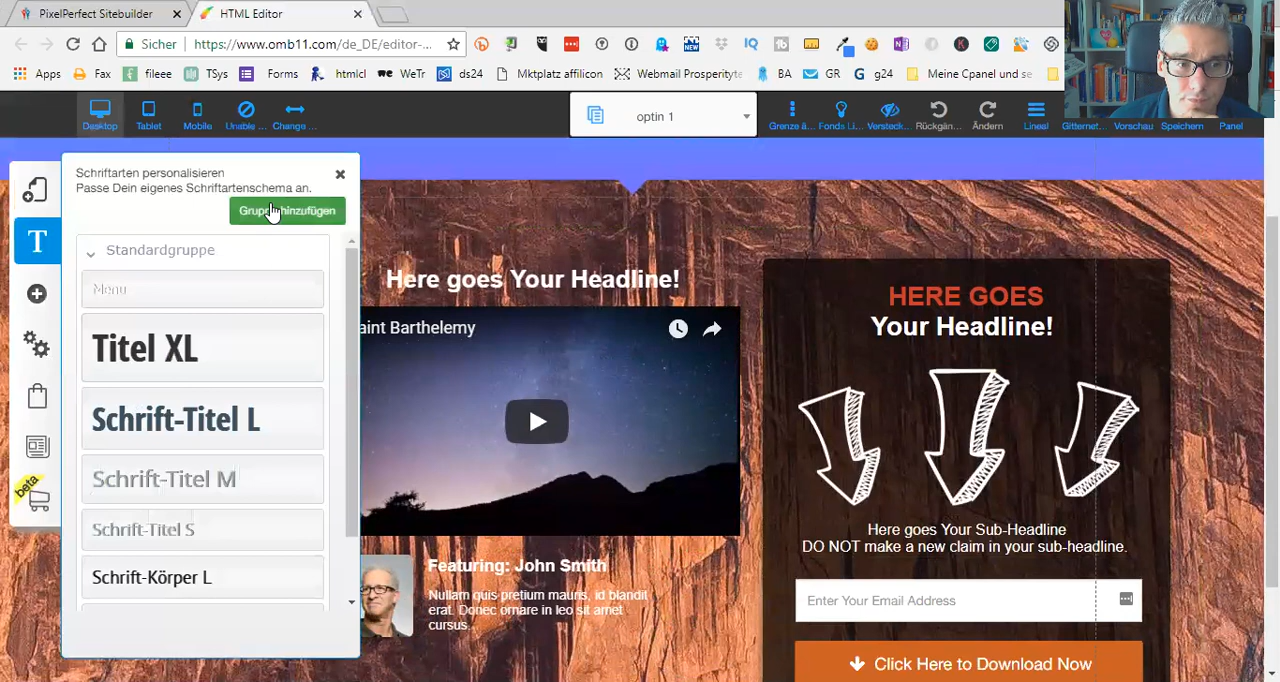 PixelPerfect Sitebuilder
HTML Editor
Sicher
https://www.omb11.com/de_DE/editor-...
Apps
Fax
fileee
TSys
Forms
htmlcl
WeTr
ds24
Mktplatz affilicon
Webmail Prosperityte
BA
GR
g24
Meine Cpanel und se
Desktop
Tablet
Mobile
Unable ...
Change ...
optin 1
Grenze ä...
Fonds Li...
Versteck...
Rückgän...
Ändern
Lineal
Gitternet...
Vorschau
Speichern
Panel
Schriftarten personalisieren
Passe Dein eigenes Schriftartenschema an.
hinzufügen
Standardgruppe
Menu
Titel XL
Schrift-Titel L
Schrift-Titel M
Schrift-Titel S
Schrift-Körper L
beta
Here goes Your Headline!
aint Barthelemy
Featuring: John Smith
Nullam quis pretium mauris, id blandit
erat. Donec ornare in leo sit amet
cursus.
HERE GOES
Your Headline!
Here goes Your Sub-Headline
DO NOT make a new claim in your sub-headline.
Enter Your Email Address
Click Here to Download Now